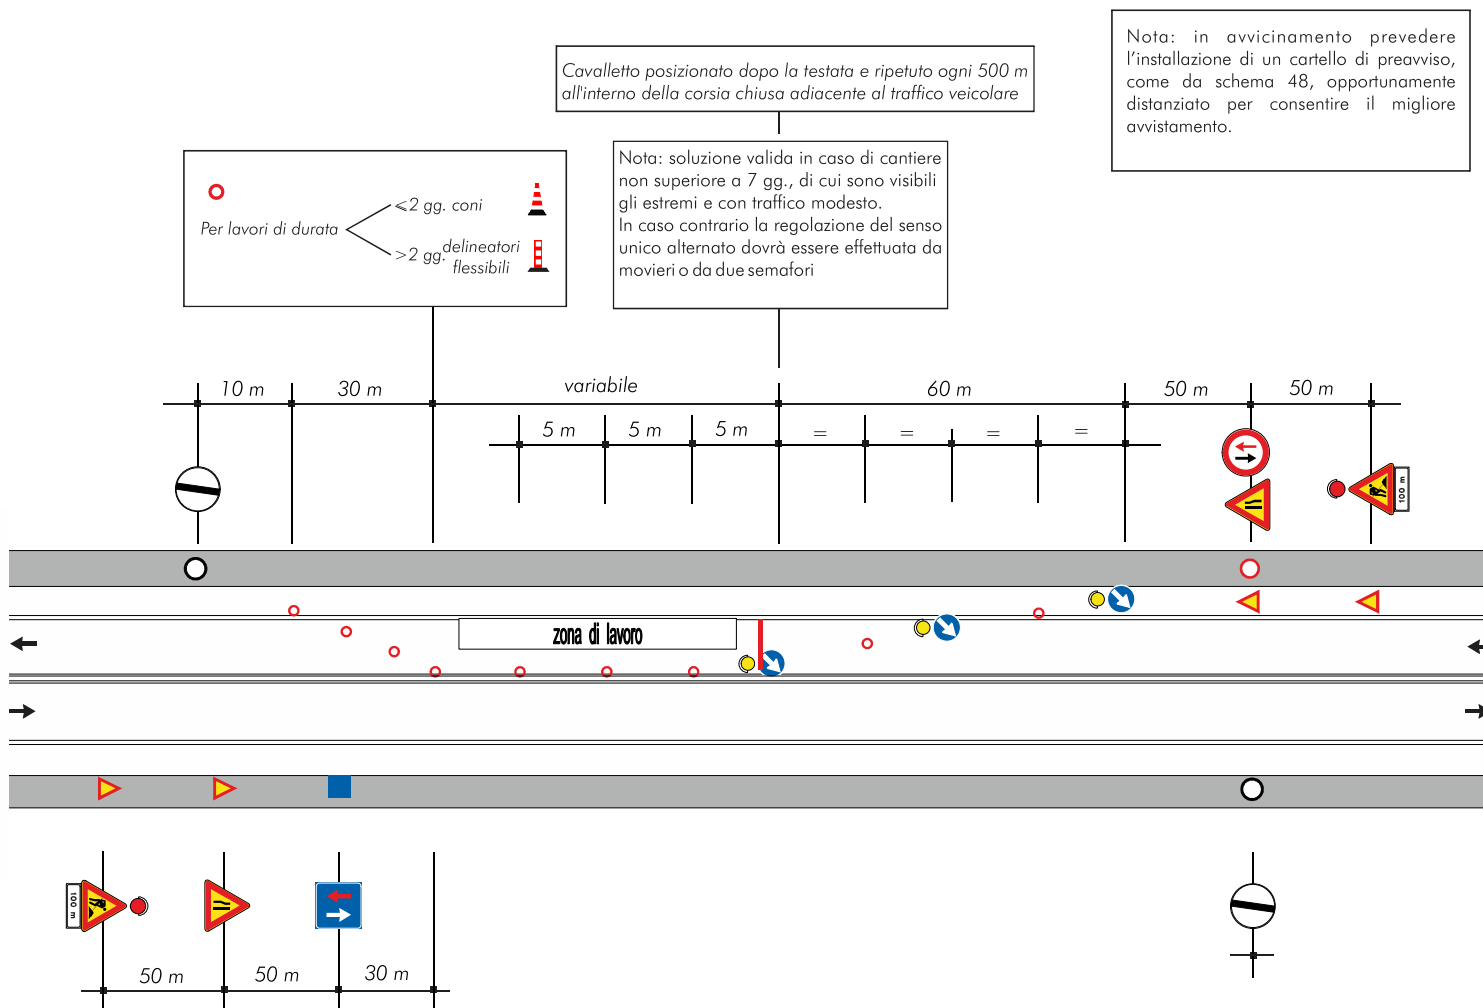 Nota: in avvicinamento prevedere
l'installazione di un cartello di preavviso,
come da schema 48, opportunamente
distanziato per consentire il migliore
avvistamento.
Cavalletto posizionato dopo la testata e ripetuto ogni 500 m
all'interno della corsia chiusa adiacente al traffico veicolare
Nota: soluzione valida in caso di cantiere
non superiore a 7 gg., di cui sono visibili
gli estremi e con traffico modesto.
In caso contrario la regolazione del senso
unico alternato dovrà essere effettuata da
movieri o da due semafori
Per lavori di durata
⩽2 gg. coni
>2 gg. delineatori
flessibili
10 m
30 m
variabile
60 m
50 m
50 m
5 m
5 m
5 m
=
=
=
=
100 m
zona di lavoro
100 m
50 m
50 m
30 m